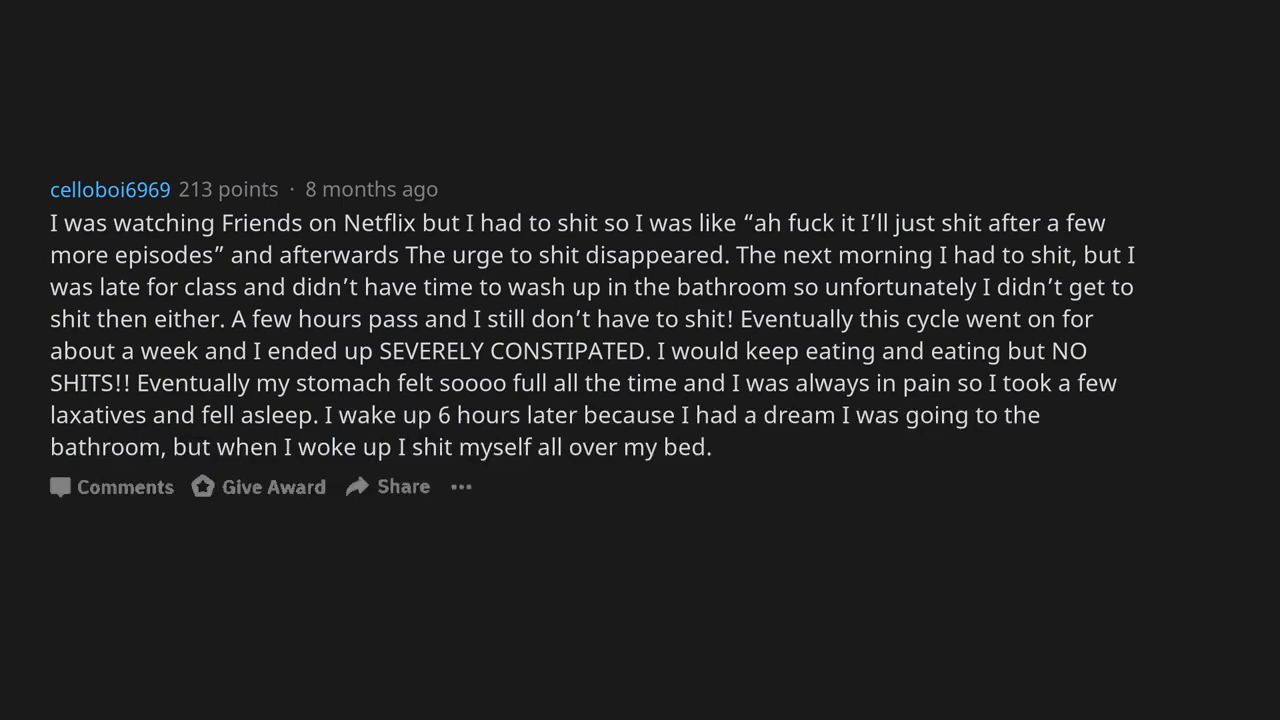 celloboi6969 213 points · 8 months ago
I was watching Friends on Netflix but I had to shit so I was like “ah fuck it I’ll just shit after a few
more episodes” and afterwards The urge to shit disappeared. The next morning I had to shit, but I
was late for class and didn’t have time to wash up in the bathroom so unfortunately I didn’t get to
shit then either. A few hours pass and I still don’t have to shit! Eventually this cycle went on for
about a week and I ended up SEVERELY CONSTIPATED. I would keep eating and eating but NO
SHITS!! Eventually my stomach felt soooo full all the time and I was always in pain so I took a few
laxatives and fell asleep. I wake up 6 hours later because I had a dream I was going to the
bathroom, but when I woke up I shit myself all over my bed.
Comments Give Award Share ···